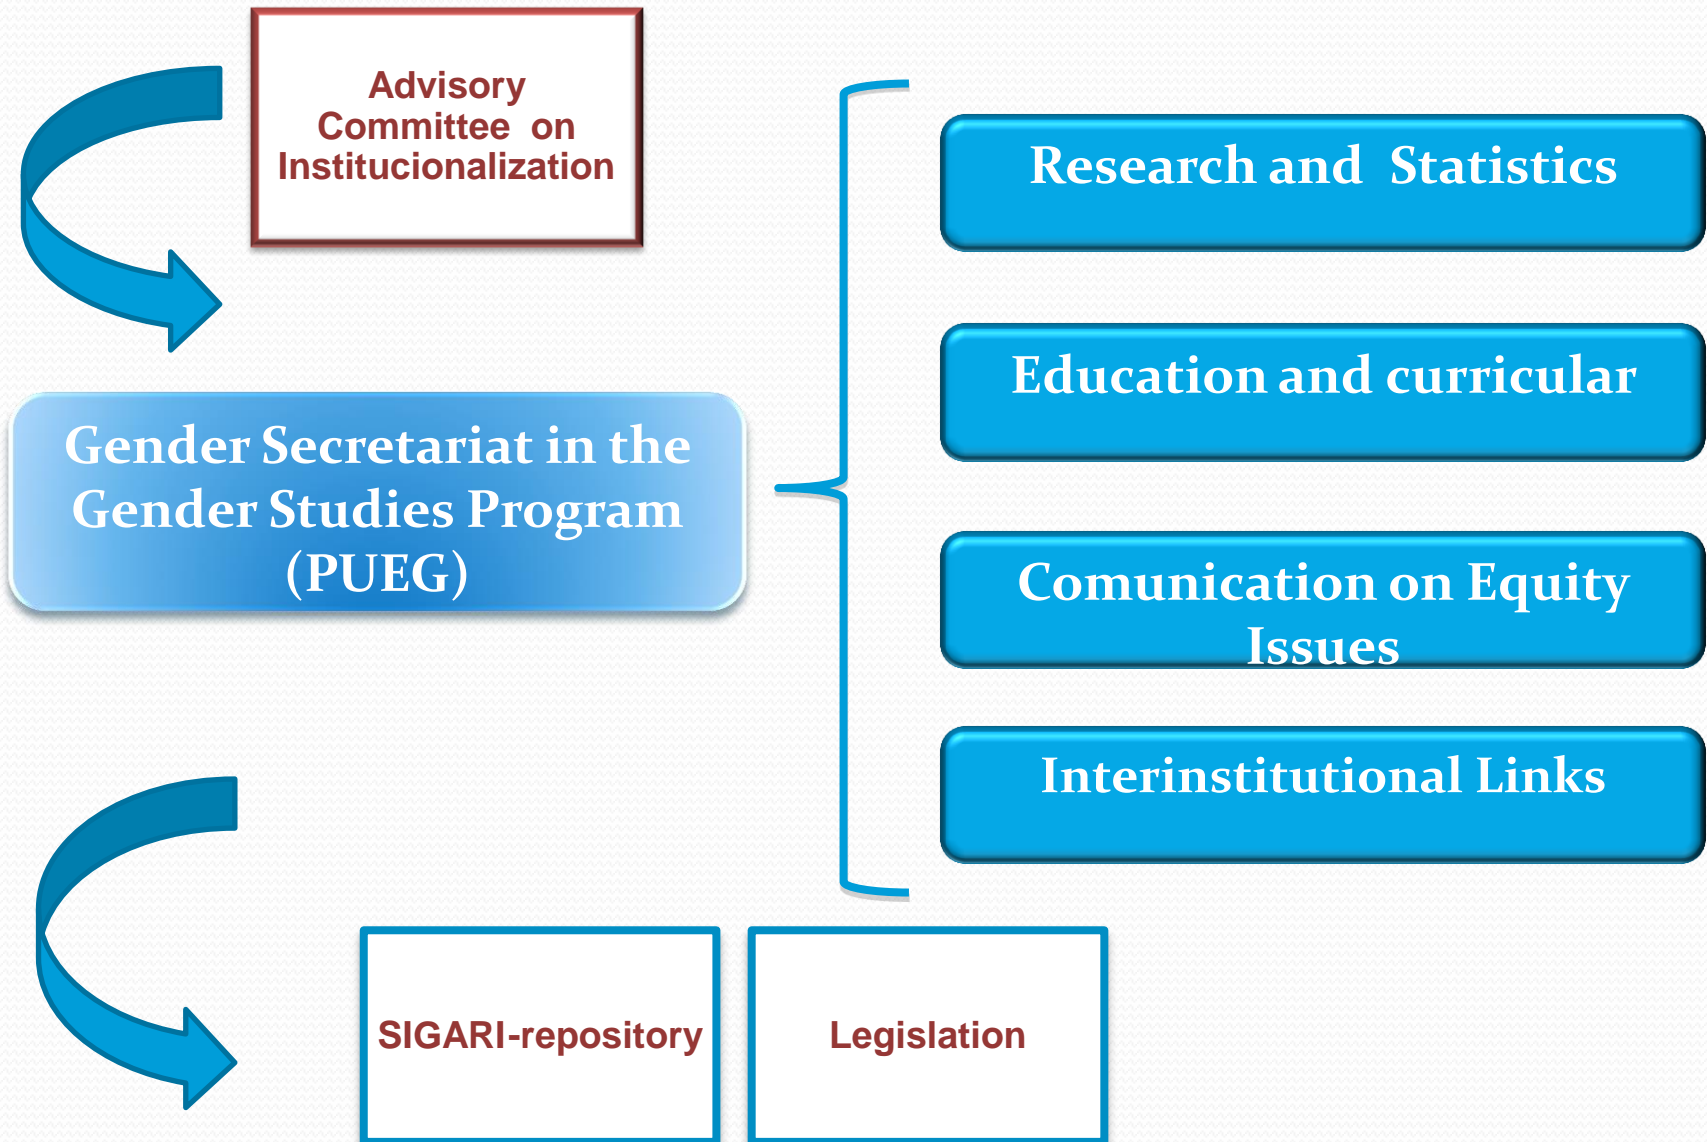 Advisory
Committee on
Institucionalization
Research and Statistics
Education and curricular
Gender Secretariat in the
Gender Studies Program
(PUEG)
Comunication on Equity
Issues
Interinstitutional Links
SIGARI-repository
Legislation